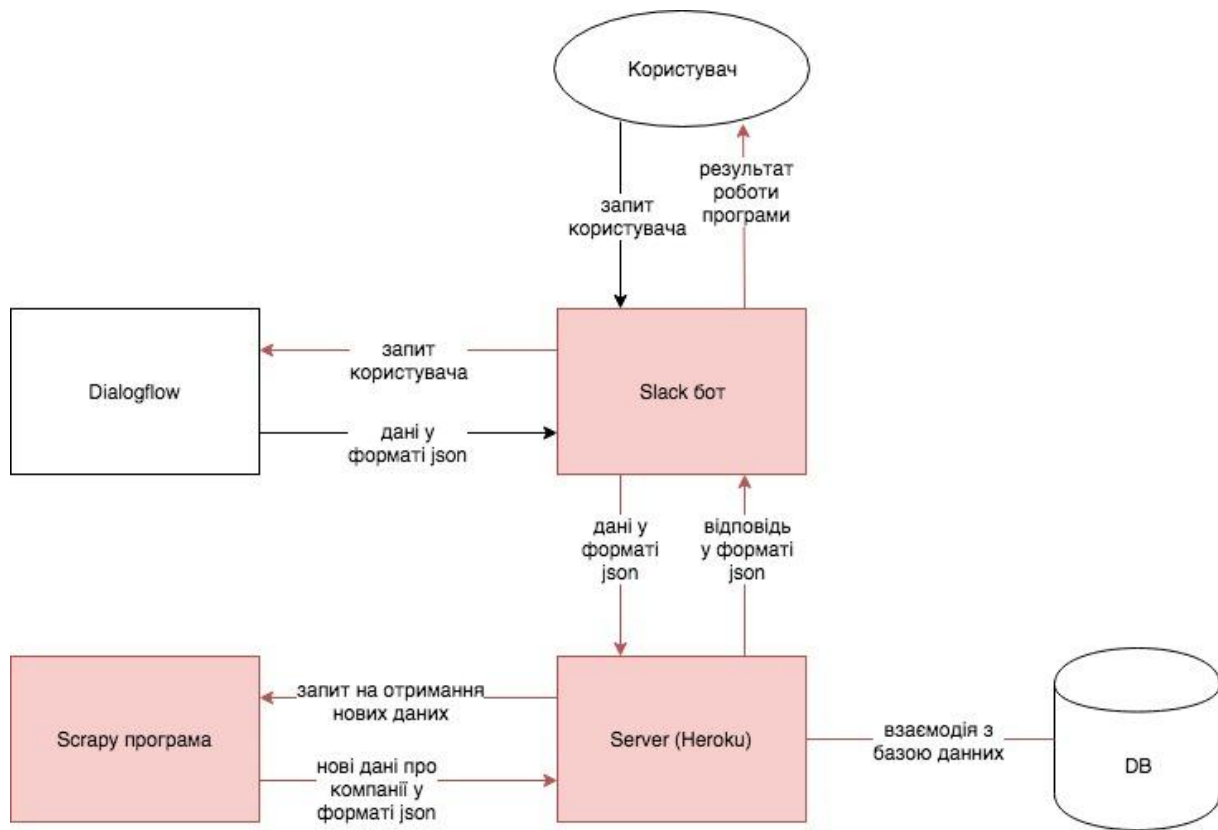 Користувач
результат
роботи
програми
запит
користувача
запит
користувача
Dialogflow
Slack бот
дані у
форматі json
дані у
форматі
json
відповідь
у форматі
json
запит на отримання
нових даних
Scrapy програма
Server (Heroku)
взаємодія з
базою данних
DB
нові дані про
компанії у
форматі json